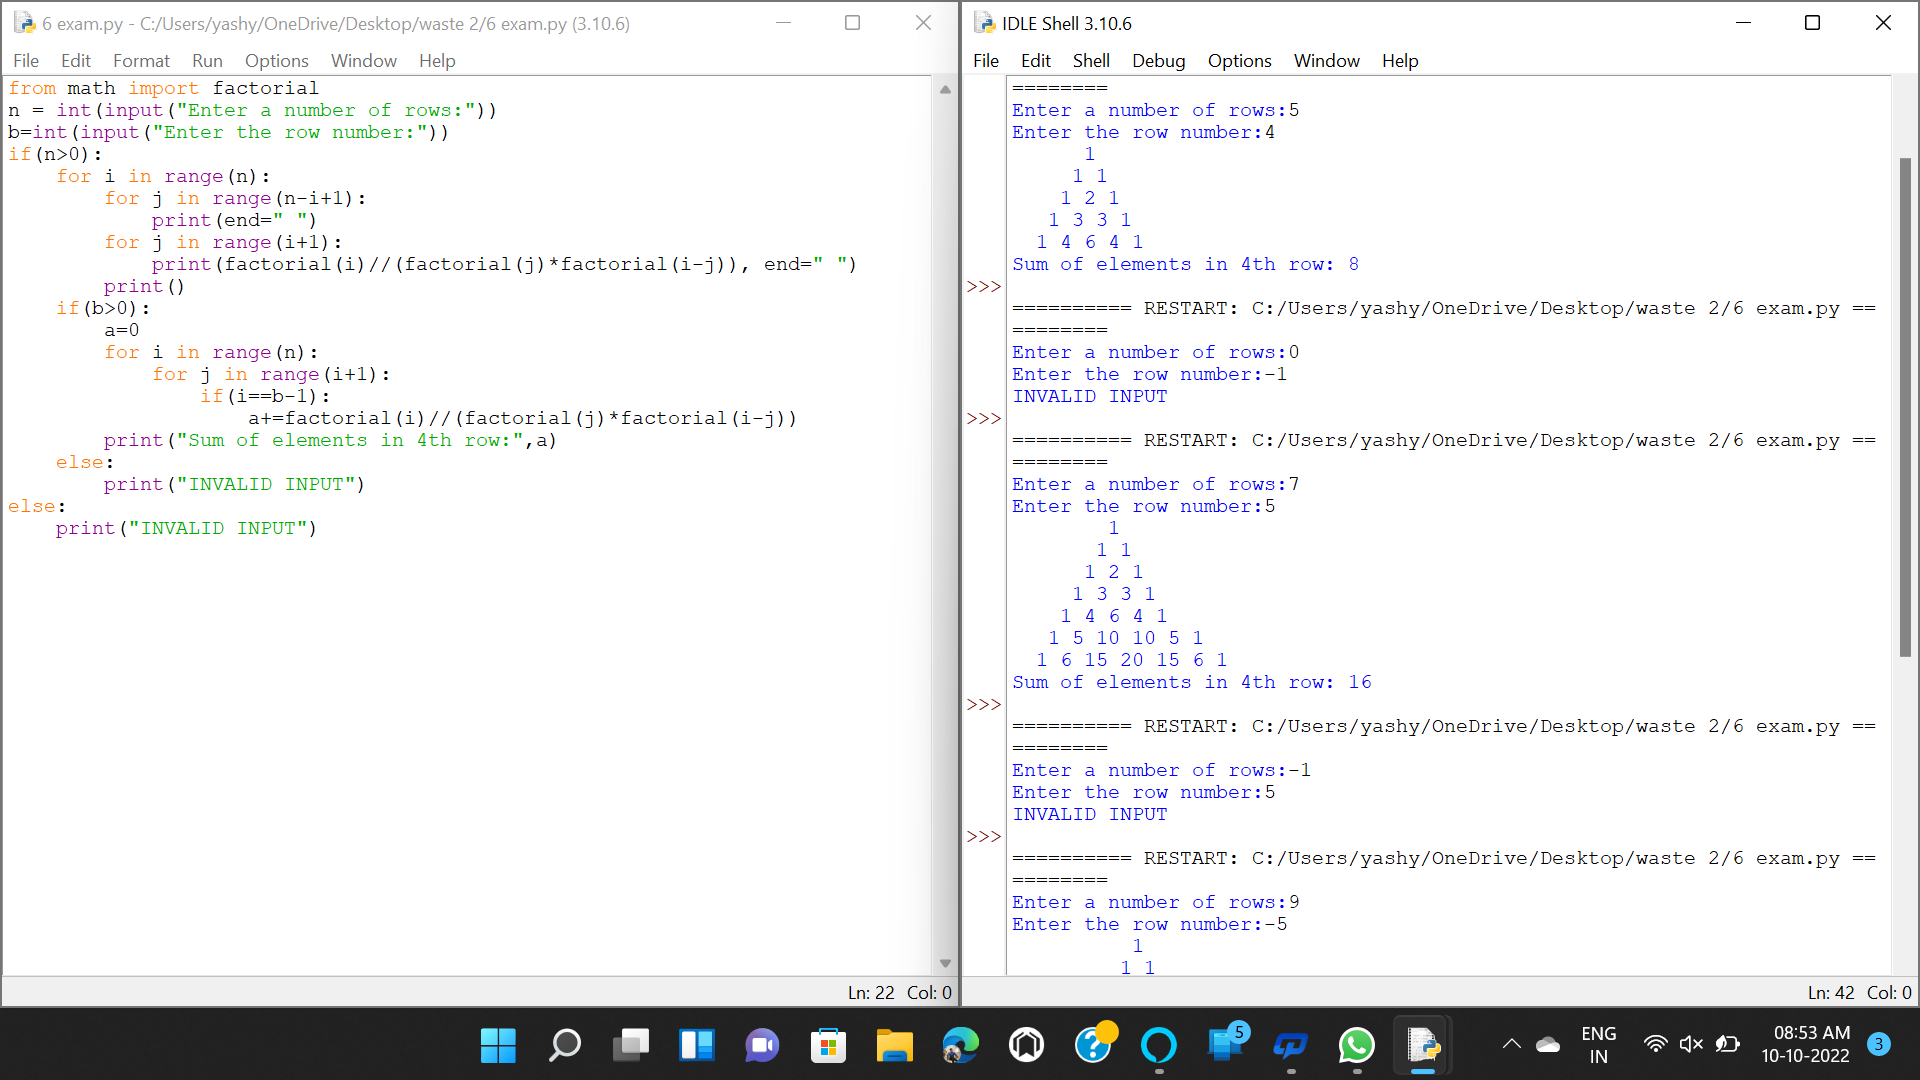 6 exam.py - C:/Users/yashy/OneDrive/Desktop/waste 2/6 exam.py (3.10.6)
File Edit Format Run Options Window Help
from math import factorial
n = int(input("Enter a number of rows:"))
b=int(input("Enter the row number:"))
if(n>0):
    for i in range(n):
        for j in range(n-i+1):
            print(end=" ")
        for j in range(i+1):
            print(factorial(i)//(factorial(j)*factorial(i-j)), end=" ")
        print()
    if(b>0):
        a=0
        for i in range(n):
            for j in range(i+1):
                if(i==b-1):
                    a+=factorial(i)//(factorial(j)*factorial(i-j))
        print("Sum of elements in 4th row:",a)
    else:
        print("INVALID INPUT")
else:
    print("INVALID INPUT")
Ln: 22 Col: 0
IDLE Shell 3.10.6
File Edit Shell Debug Options Window Help
========
Enter a number of rows:5
Enter the row number:4
      1
     1 1
    1 2 1
   1 3 3 1
  1 4 6 4 1
Sum of elements in 4th row: 8
>>>
========== RESTART: C:/Users/yashy/OneDrive/Desktop/waste 2/6 exam.py ==
========
Enter a number of rows:0
Enter the row number:-1
INVALID INPUT
>>>
========== RESTART: C:/Users/yashy/OneDrive/Desktop/waste 2/6 exam.py ==
========
Enter a number of rows:7
Enter the row number:5
        1
       1 1
      1 2 1
     1 3 3 1
    1 4 6 4 1
   1 5 10 10 5 1
  1 6 15 20 15 6 1
Sum of elements in 4th row: 16
>>>
========== RESTART: C:/Users/yashy/OneDrive/Desktop/waste 2/6 exam.py ==
========
Enter a number of rows:-1
Enter the row number:5
INVALID INPUT
>>>
========== RESTART: C:/Users/yashy/OneDrive/Desktop/waste 2/6 exam.py ==
========
Enter a number of rows:9
Enter the row number:-5
          1
         1 1
Ln: 42 Col: 0
5
ENG
IN
08:53 AM
10-10-2022
3